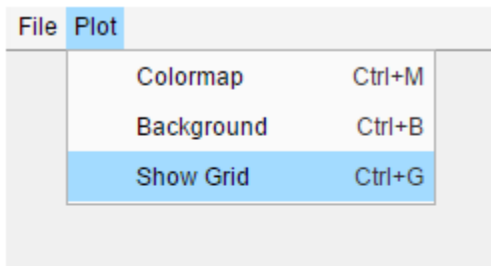 File Plot
Colormap Ctrl+M
Background Ctrl+B
Show Grid Ctrl+G